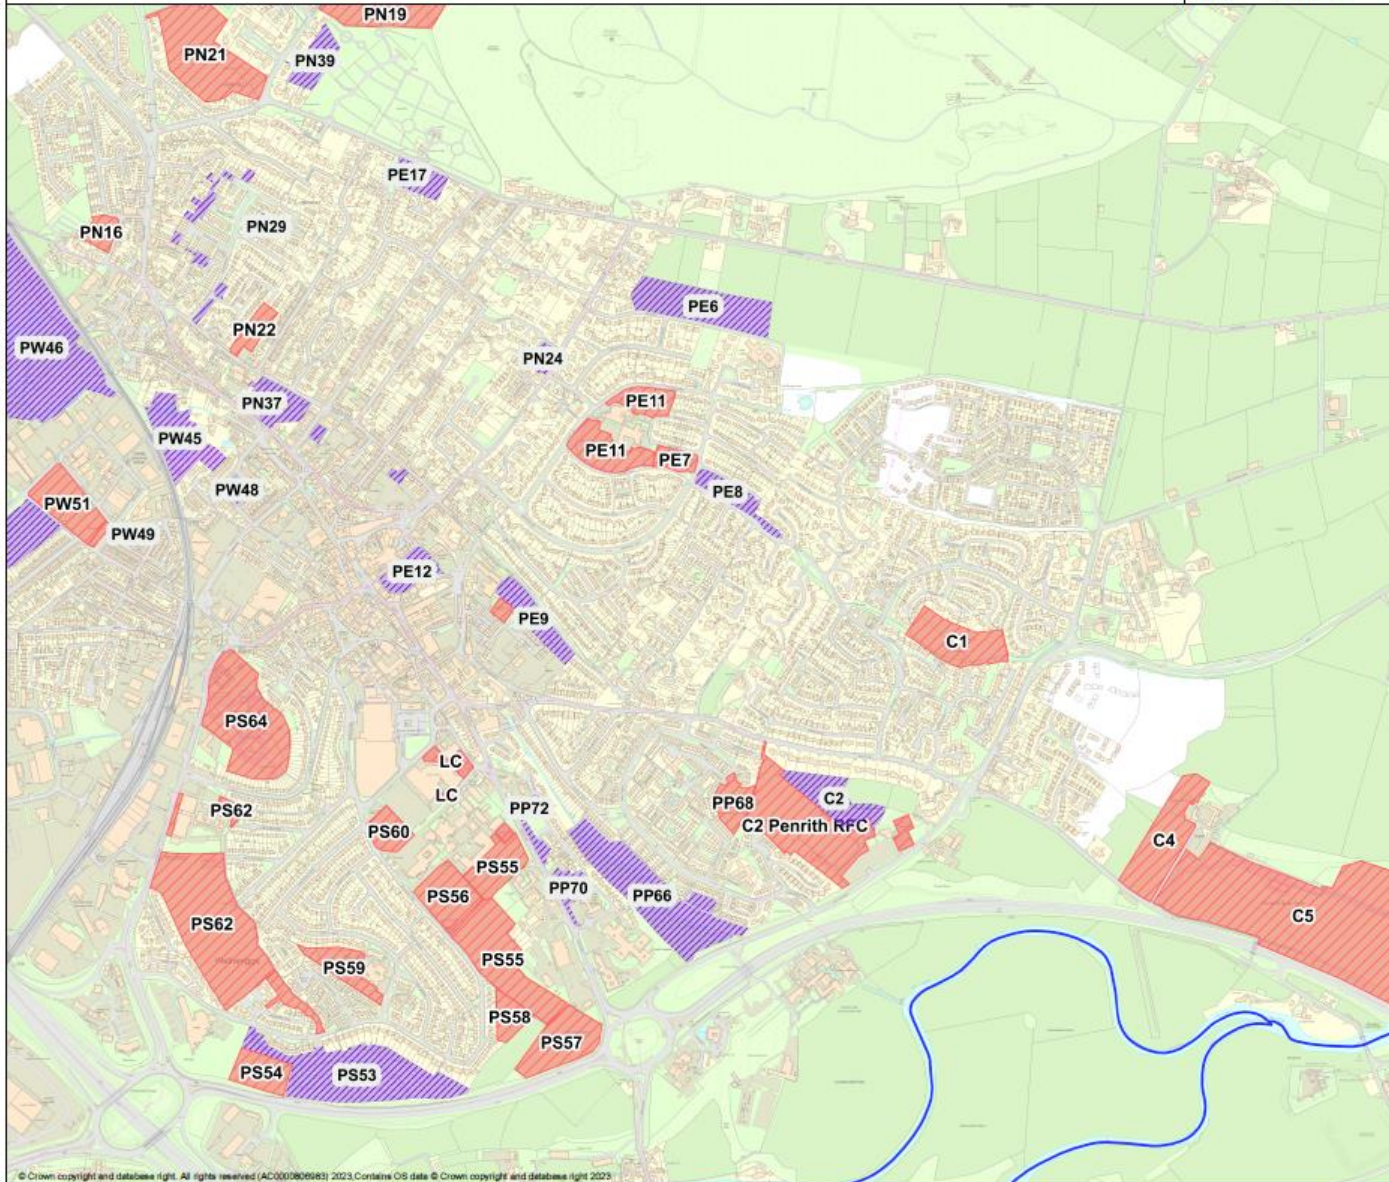 PN19
PN21
PN39
PE17
PN16
PN29
PE6
PN22
PW46
PN24
PN37
PE11
PW45
PE11
PE7
PW48
PE8
PW51
PW49
PE12
PE9
C1
PS64
LC
LC
PS62
PP72
PP68
C2
PS60
C2 Penrith RFC
PS55
C4
PS56
PP70
PP66
PS62
C5
PS55
PS59
PS58
PS57
PS54
PS53
© Crown copyright and database right. All rights reserved (AC0000806983) 2023.Contains OS data © Crown copyright and database right 2023